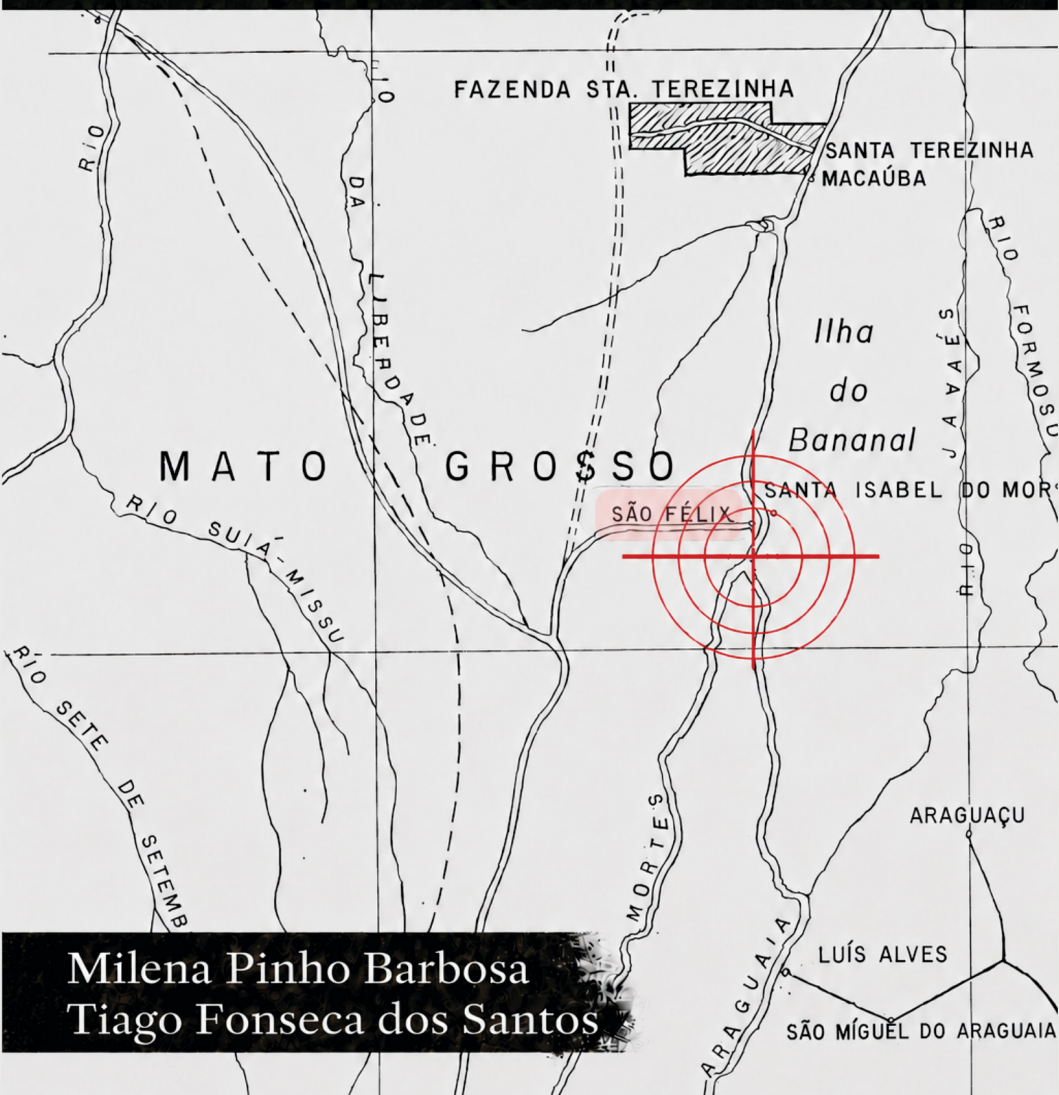 FAZENDA STA. TEREZINHA
RIO
RIO DA LIBERDADE
SANTA TEREZINHA
MACAÚBA
RIO FORMOSO
Ilha
do
Bananal
RIO JAVAÉS
MATO GROSSO
SANTA ISABEL DO MOR
SÃO FÉLIX
RIO SUIÁ-MISSU
RIO SETE DE SETEMB
MORTES
ARAGUAÇU
ARAGUAIA
LUÍS ALVES
SÃO MÍGUEL DO ARAGUAIA
Milena Pinho Barbosa
Tiago Fonseca dos Santos